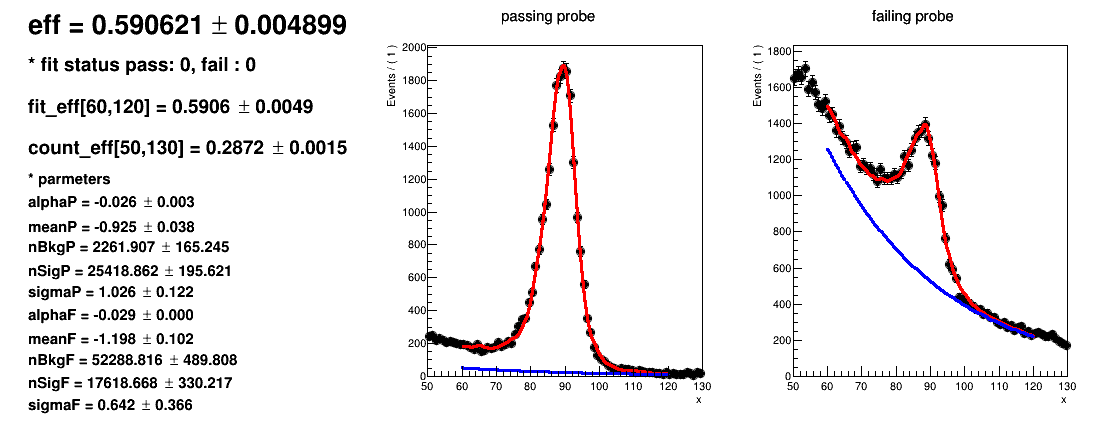 eff = 0.590621 ± 0.004899
* fit status pass: 0, fail : 0
fit_eff[60,120] = 0.5906 ± 0.0049
count_eff[50,130] = 0.2872 ± 0.0015
* parmeters
alphaP = -0.026 ± 0.003
meanP = -0.925 ± 0.038
nBkgP = 2261.907 ± 165.245
nSigP = 25418.862 ± 195.621
sigmaP = 1.026 ± 0.122
alphaF = -0.029 ± 0.000
meanF = -1.198 ± 0.102
nBkgF = 52288.816 ± 489.808
nSigF = 17618.668 ± 330.217
sigmaF = 0.642 ± 0.366
passing probe
Events / ( 1 )
2000
1800
1600
1400
1200
1000
800
600
400
200
0
50 60 70 80 90 100 110 120 130
x
failing probe
Events / ( 1 )
1800
1600
1400
1200
1000
800
600
400
200
0
50 60 70 80 90 100 110 120 130
x